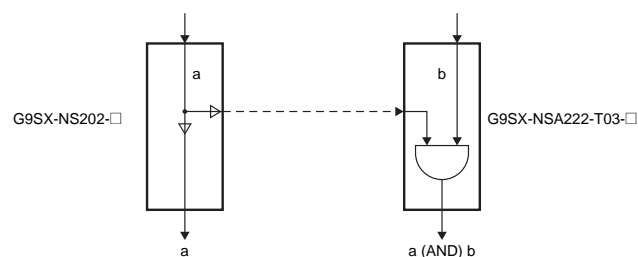 a
b
G9SX-NS202-□
G9SX-NSA222-T03-□
a
a (AND) b